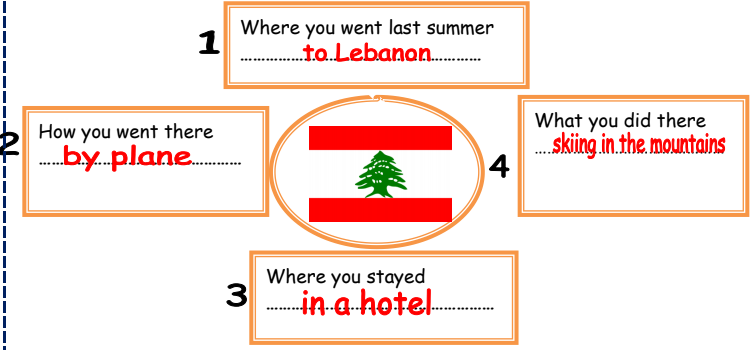 1
Where you went last summer
to Lebanon
2
How you went there
by plane
3
Where you stayed
in a hotel
4
What you did there
skiing in the mountains